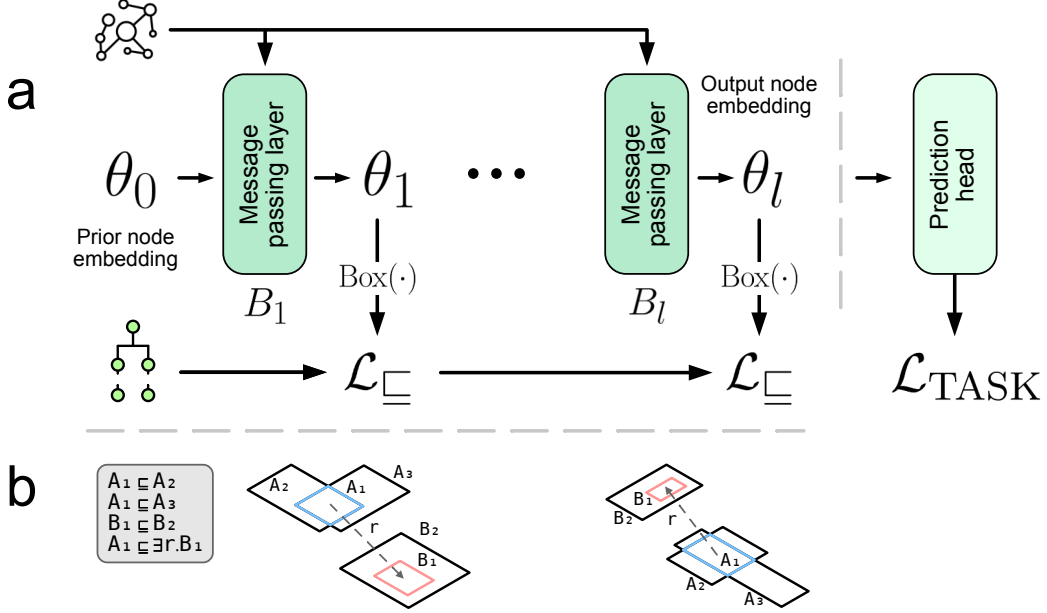 a
Message
passing layer
Message
passing layer
Output node
embedding
Prediction
head
θ₀
θ₁
•••
θₗ
Prior node
embedding
B₁
Box(·)
Bₗ
Box(·)
ℒ⊑
ℒ⊑
ℒTASK
b
A₁ ⊑ A₂
A₁ ⊑ A₃
B₁ ⊑ B₂
A₁ ⊑ ∃r.B₁
A₂
A₁
A₃
r
B₂
B₁
B₁
B₂
r
A₁
A₂
A₃